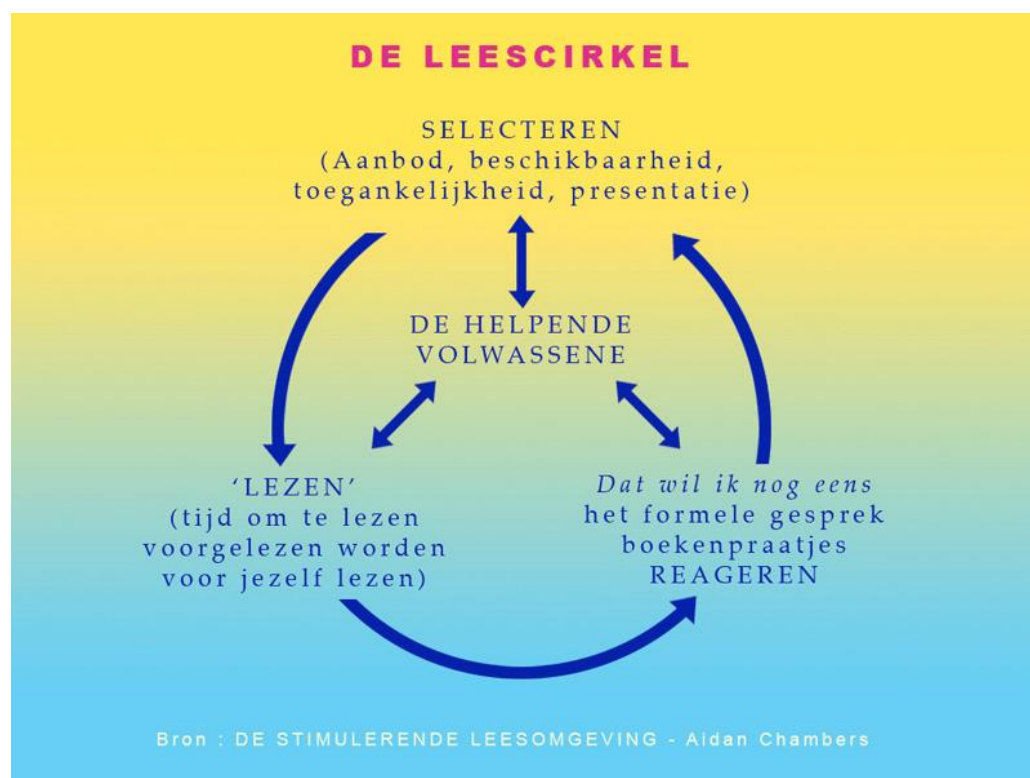 DE LEESCIRKEL
SELECTEREN
(Aanbod, beschikbaarheid,
toegankelijkheid, presentatie)
DE HELPENDE
VOLWASSENE
‘LEZEN’
(tijd om te lezen
voorgelezen worden
voor jezelf lezen)
Dat wil ik nog eens
het formele gesprek
boekenpraatjes
REAGEREN
Bron : DE STIMULERENDE LEESOMGEVING - Aidan Chambers